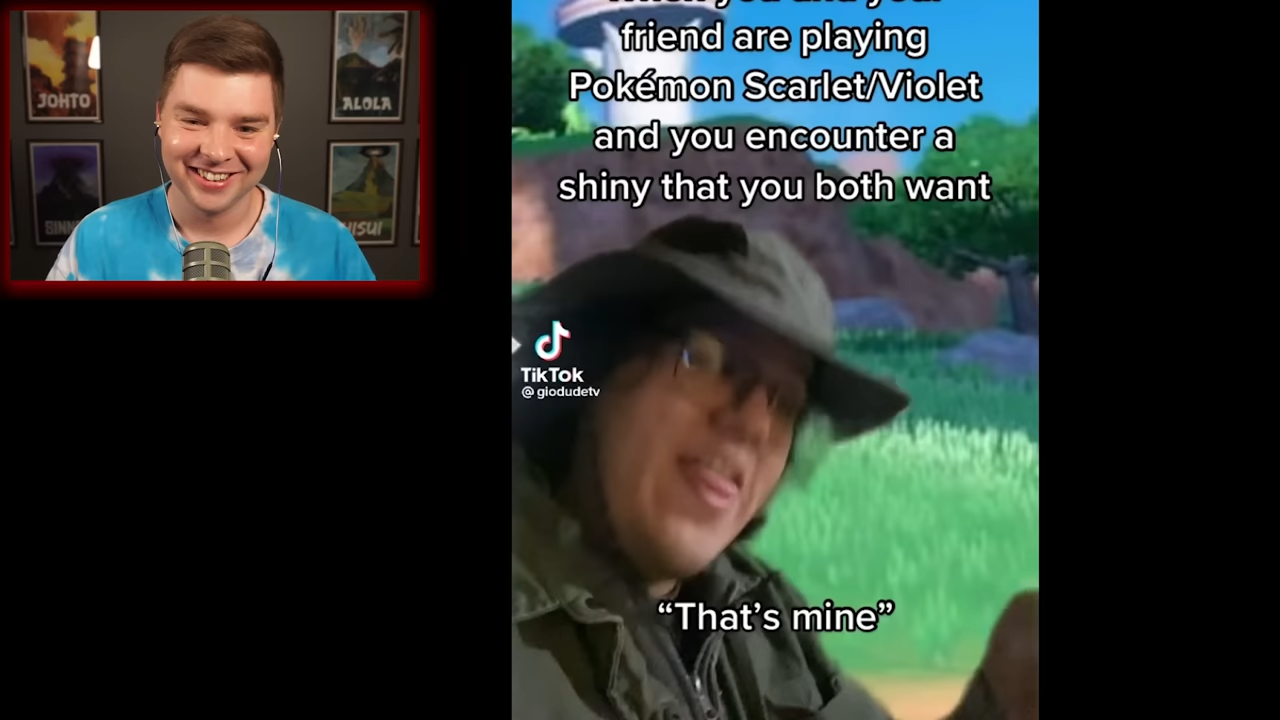 JOHTO
ALOLA
friend are playing
Pokémon Scarlet/Violet
and you encounter a
shiny that you both want
TikTok
@giodudetv
"That's mine"